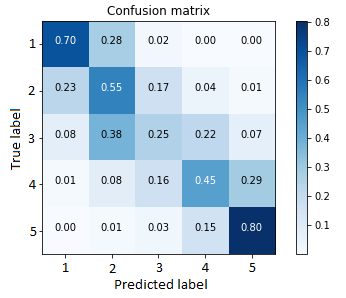 Confusion matrix
True label
1 0.70 0.28 0.02 0.00 0.00
2 0.23 0.55 0.17 0.04 0.01
3 0.08 0.38 0.25 0.22 0.07
4 0.01 0.08 0.16 0.45 0.29
5 0.00 0.01 0.03 0.15 0.80
1 2 3 4 5
Predicted label
0.8
0.7
0.6
0.5
0.4
0.3
0.2
0.1